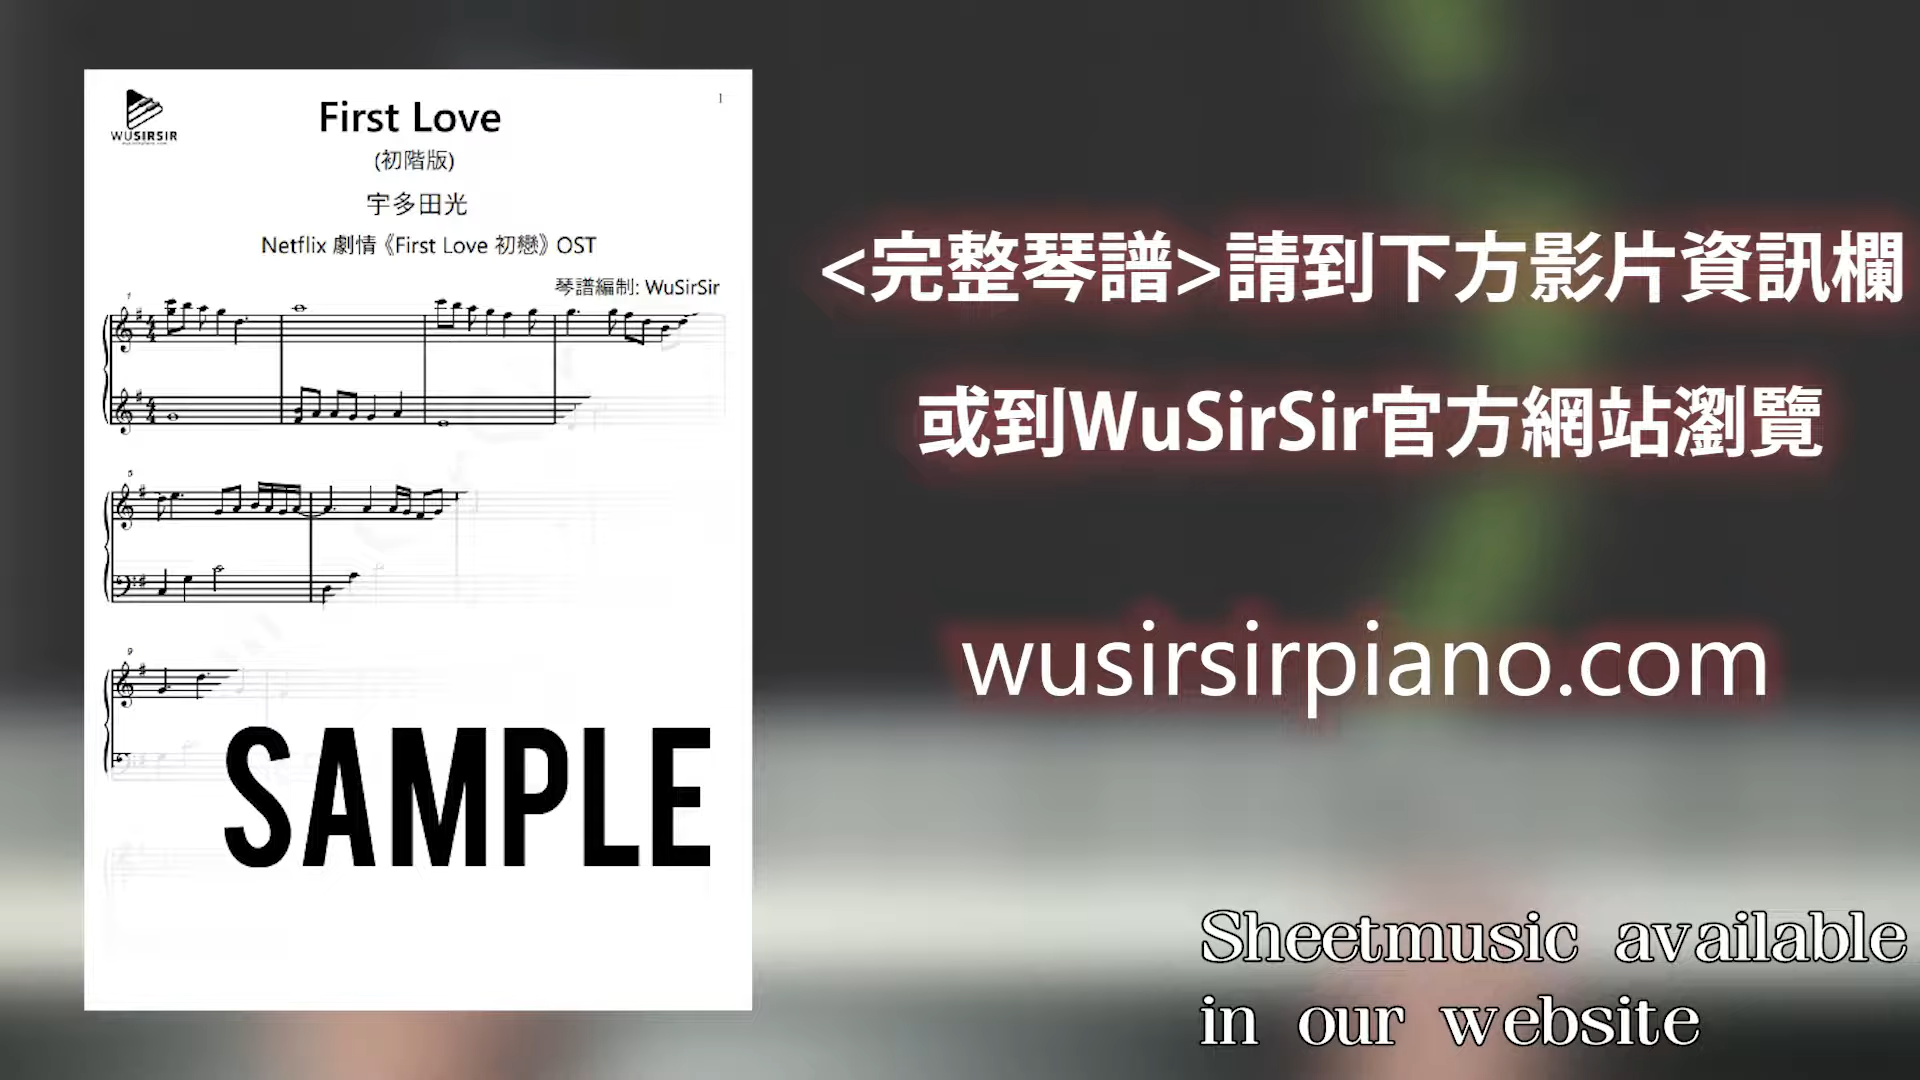 WUSIRSIR
1
First Love
(初階版)
宇多田光
Netflix 劇情《First Love 初戀》OST
琴譜編制: WuSirSir
1
5
9
SAMPLE
<完整琴譜>請到下方影片資訊欄
或到WuSirSir官方網站瀏覽
wusirsirpiano.com
Sheetmusic available
in our website